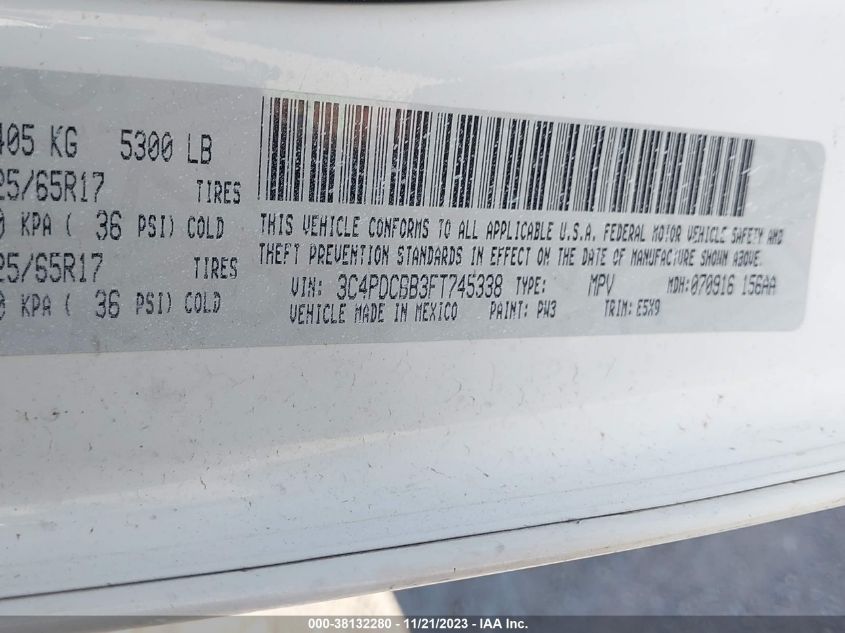 405 KG 5300 LB
25/65R17 TIRES
0 KPA ( 36 PSI) COLD
25/65R17 TIRES
0 KPA ( 36 PSI) COLD
THIS VEHICLE CONFORMS TO ALL APPLICABLE U.S.A. FEDERAL MOTOR VEHICLE SAFETY AND
THEFT PREVENTION STANDARDS IN EFFECT ON THE DATE OF MANUFACTURE SHOWN ABOVE.
VIN: 3C4PDCGB3FT745338 TYPE: MPV MDH:070916 156AA
VEHICLE MADE IN MEXICO PAINT: PW3 TRIM: E5X9
000-38132280 - 11/21/2023 - IAA, Inc.